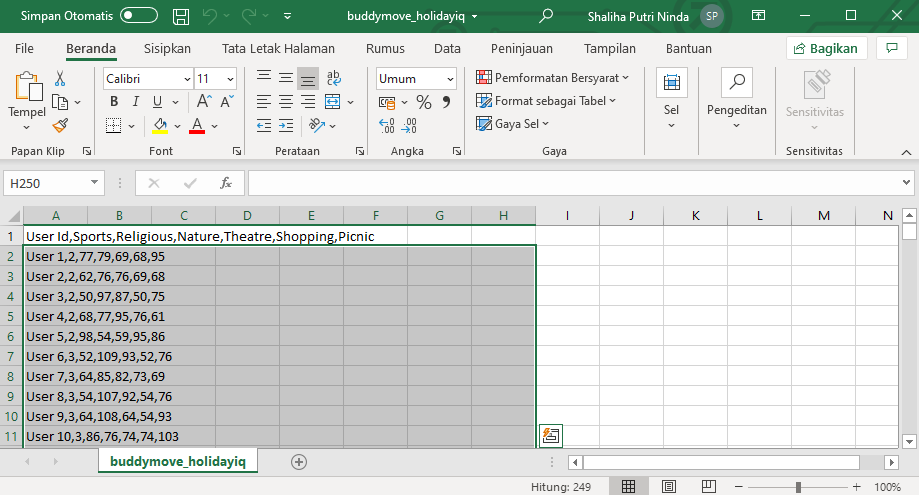 Simpan Otomatis
buddymove_holidayiq
Shaliha Putri Ninda SP
File Beranda Sisipkan Tata Letak Halaman Rumus Data Peninjauan Tampilan Bantuan Bagikan
Tempel
Papan Klip
Calibri 11
B I U A A
A
Font
ab
Perataan
Umum
% 9
,00 ,00
Angka
Pemformatan Bersyarat
Format sebagai Tabel
Gaya Sel
Gaya
Sel
Pengeditan
Sensitivitas
Sensitivitas
H250 fx
A B C D E F G H I J K L M N
1 User Id,Sports,Religious,Nature,Theatre,Shopping,Picnic
2 User 1,2,77,79,69,68,95
3 User 2,2,62,76,76,69,68
4 User 3,2,50,97,87,50,75
5 User 4,2,68,77,95,76,61
6 User 5,2,98,54,59,95,86
7 User 6,3,52,109,93,52,76
8 User 7,3,64,85,82,73,69
9 User 8,3,54,107,92,54,76
10 User 9,3,64,108,64,54,93
11 User 10,3,86,76,74,74,103
buddymove_holidayiq
Hitung: 249 100%